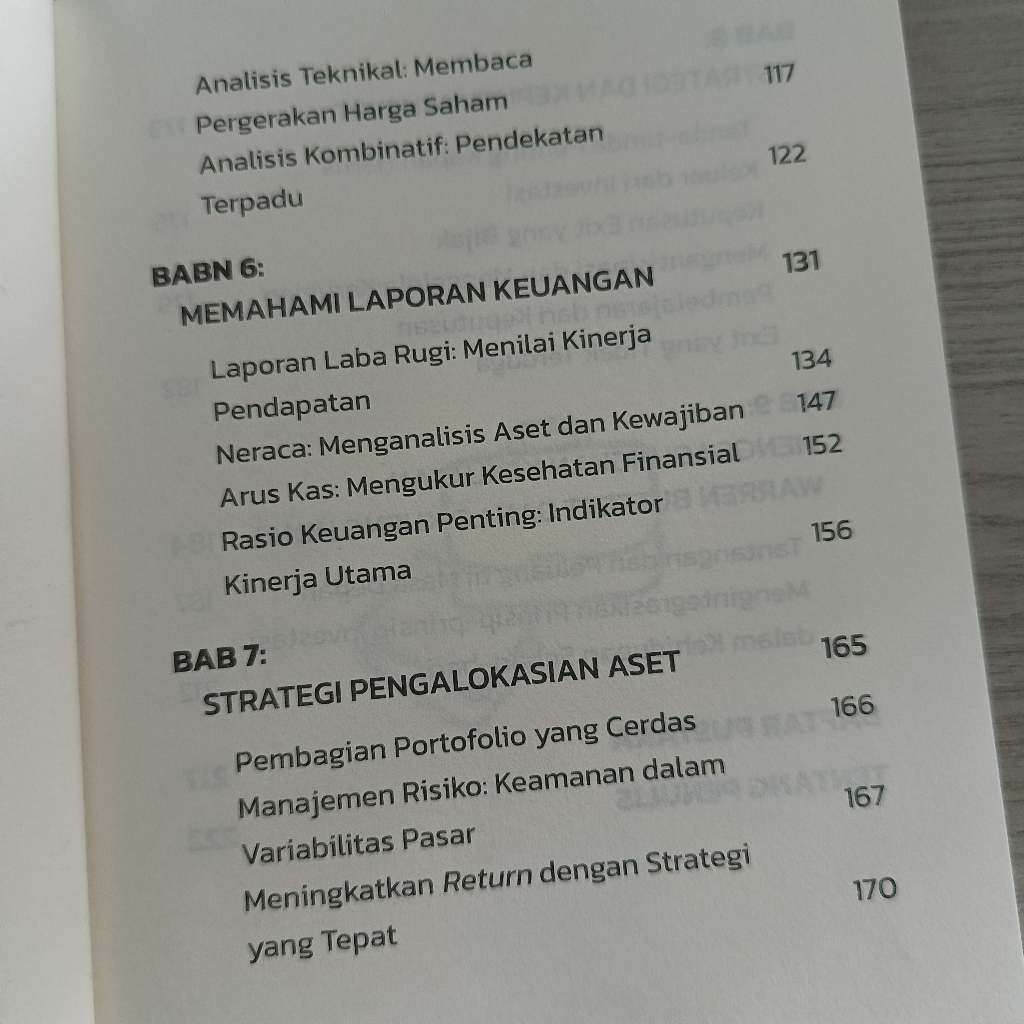 Analisis Teknikal: Membaca
Pergerakan Harga Saham 117
Analisis Kombinatif: Pendekatan
Terpadu 122
BABN 6:
MEMAHAMI LAPORAN KEUANGAN 131
Laporan Laba Rugi: Menilai Kinerja
Pendapatan 134
Neraca: Menganalisis Aset dan Kewajiban 147
Arus Kas: Mengukur Kesehatan Finansial 152
Rasio Keuangan Penting: Indikator
Kinerja Utama 156
BAB 7:
STRATEGI PENGALOKASIAN ASET 165
Pembagian Portofolio yang Cerdas 166
Manajemen Risiko: Keamanan dalam
Variabilitas Pasar 167
Meningkatkan Return dengan Strategi
yang Tepat 170